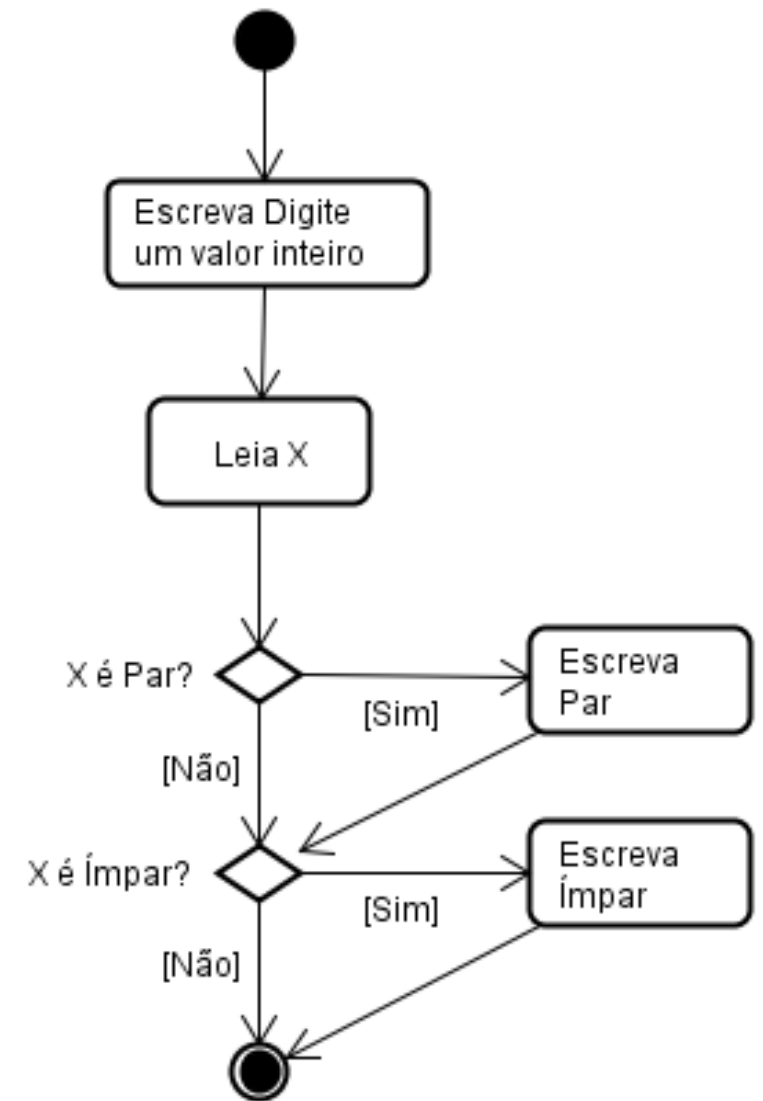 Escreva Digite
um valor inteiro
Leia X
X é Par?
[Sim]
Escreva
Par
[Não]
X é Ímpar?
[Sim]
Escreva
Ímpar
[Não]